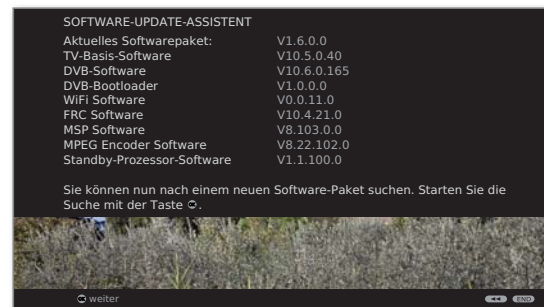 SOFTWARE-UPDATE-ASSISTENT
Aktuelles Softwarepaket: V1.6.0.0
TV-Basis-Software V10.5.0.40
DVB-Software V10.6.0.165
DVB-Bootloader V1.0.0.0
WiFi Software V0.0.11.0
FRC Software V10.4.21.0
MSP Software V8.103.0.0
MPEG Encoder Software V8.22.102.0
Standby-Prozessor-Software V1.1.100.0
Sie können nun nach einem neuen Software-Paket suchen. Starten Sie die
Suche mit der Taste OK.
OK weiter END